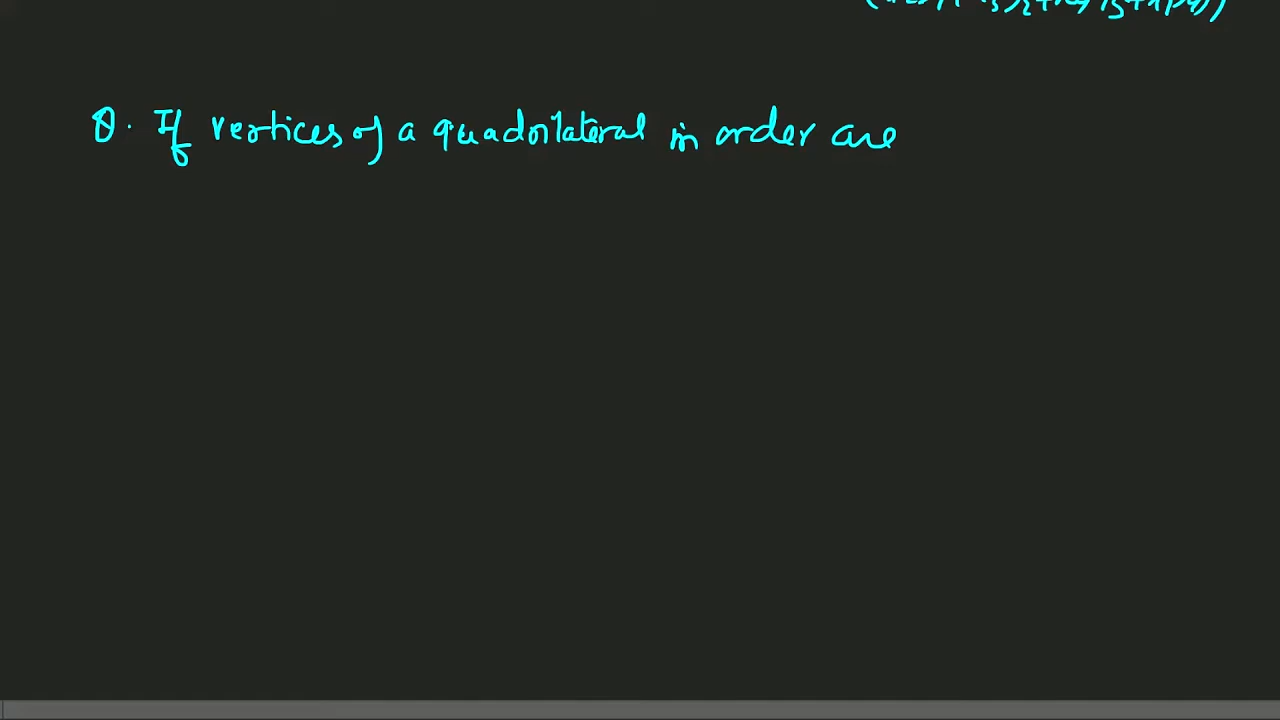 Q. If vertices of a quadrilateral in order are